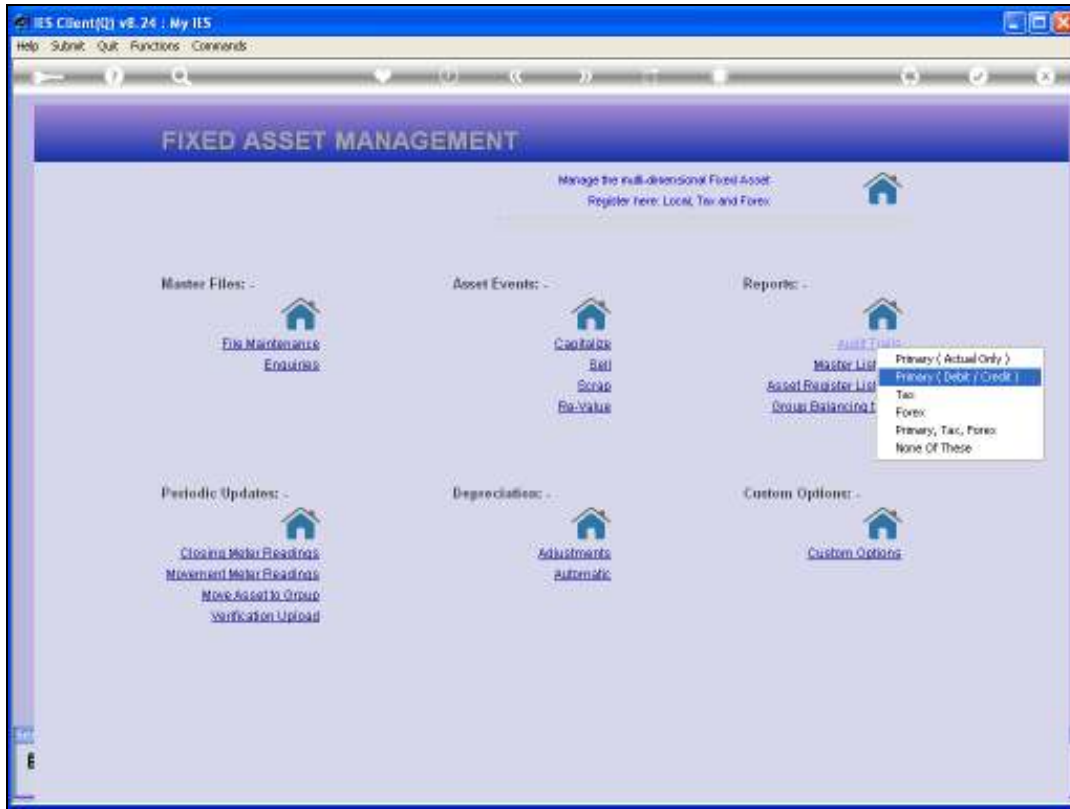 IES Client(Q) v8.24 : My IES
Help Submit Quit Functions Commands
FIXED ASSET MANAGEMENT
Manage the multi-dimensional Fixed Asset
Register here: Local, Tax and Forex
Master Files: -
Asset Events: -
Reports: -
File Maintenance
Enquiries
Capitalize
Sell
Scrap
Re-Value
Audit Trails
Master List
Asset Register List
Group Balancing t
Primary ( Actual Only )
Primary ( Debit / Credit )
Tax
Forex
Primary, Tax, Forex
None Of These
Periodic Updates: -
Depreciation: -
Custom Options: -
Closing Meter Readings
Movement Meter Readings
Move Asset to Group
Verification Upload
Adjustments
Automatic
Custom Options